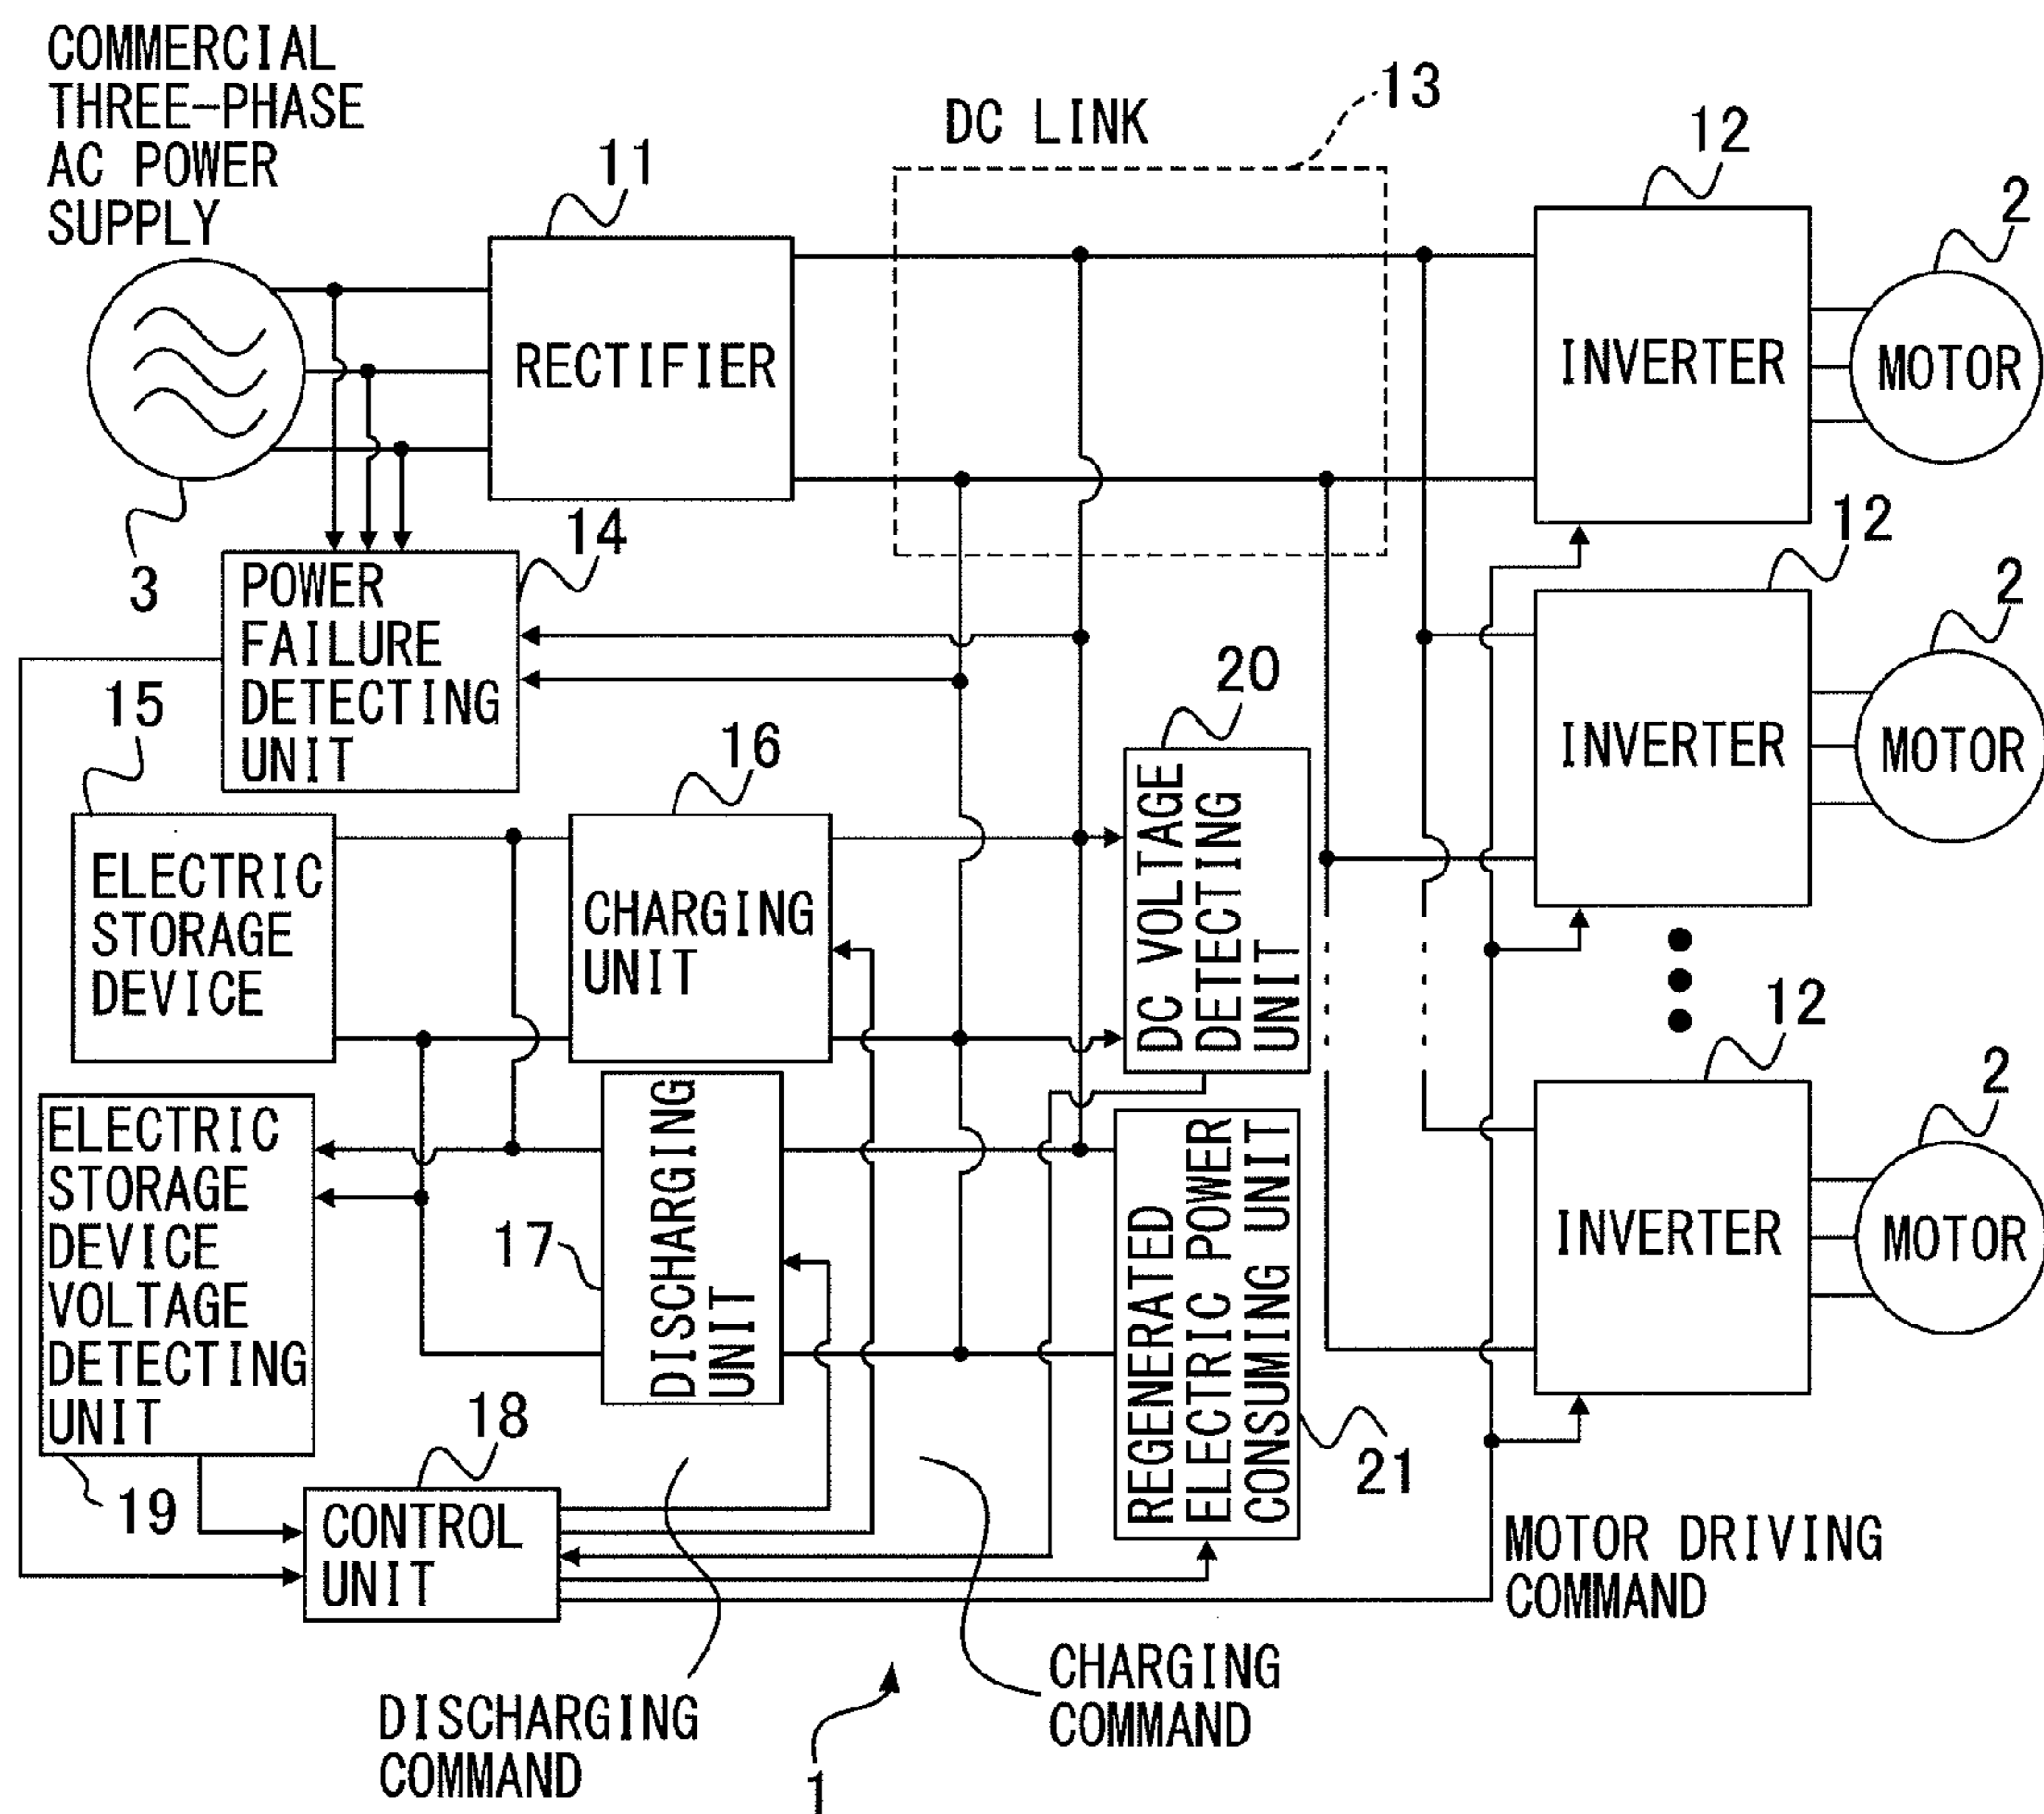 COMMERCIAL
THREE-PHASE
AC POWER
SUPPLY
11
DC LINK
13
12
2
RECTIFIER
INVERTER
MOTOR
3
14
12
2
POWER
FAILURE
DETECTING
UNIT
INVERTER
MOTOR
15
16
20
ELECTRIC
STORAGE
DEVICE
CHARGING
UNIT
DC VOLTAGE
DETECTING
UNIT
12
2
INVERTER
MOTOR
ELECTRIC
STORAGE
DEVICE
VOLTAGE
DETECTING
UNIT
17
DISCHARGING
UNIT
REGENERATED
ELECTRIC POWER
CONSUMING UNIT
21
19
18
CONTROL
UNIT
MOTOR DRIVING
COMMAND
DISCHARGING
COMMAND
CHARGING
COMMAND
1